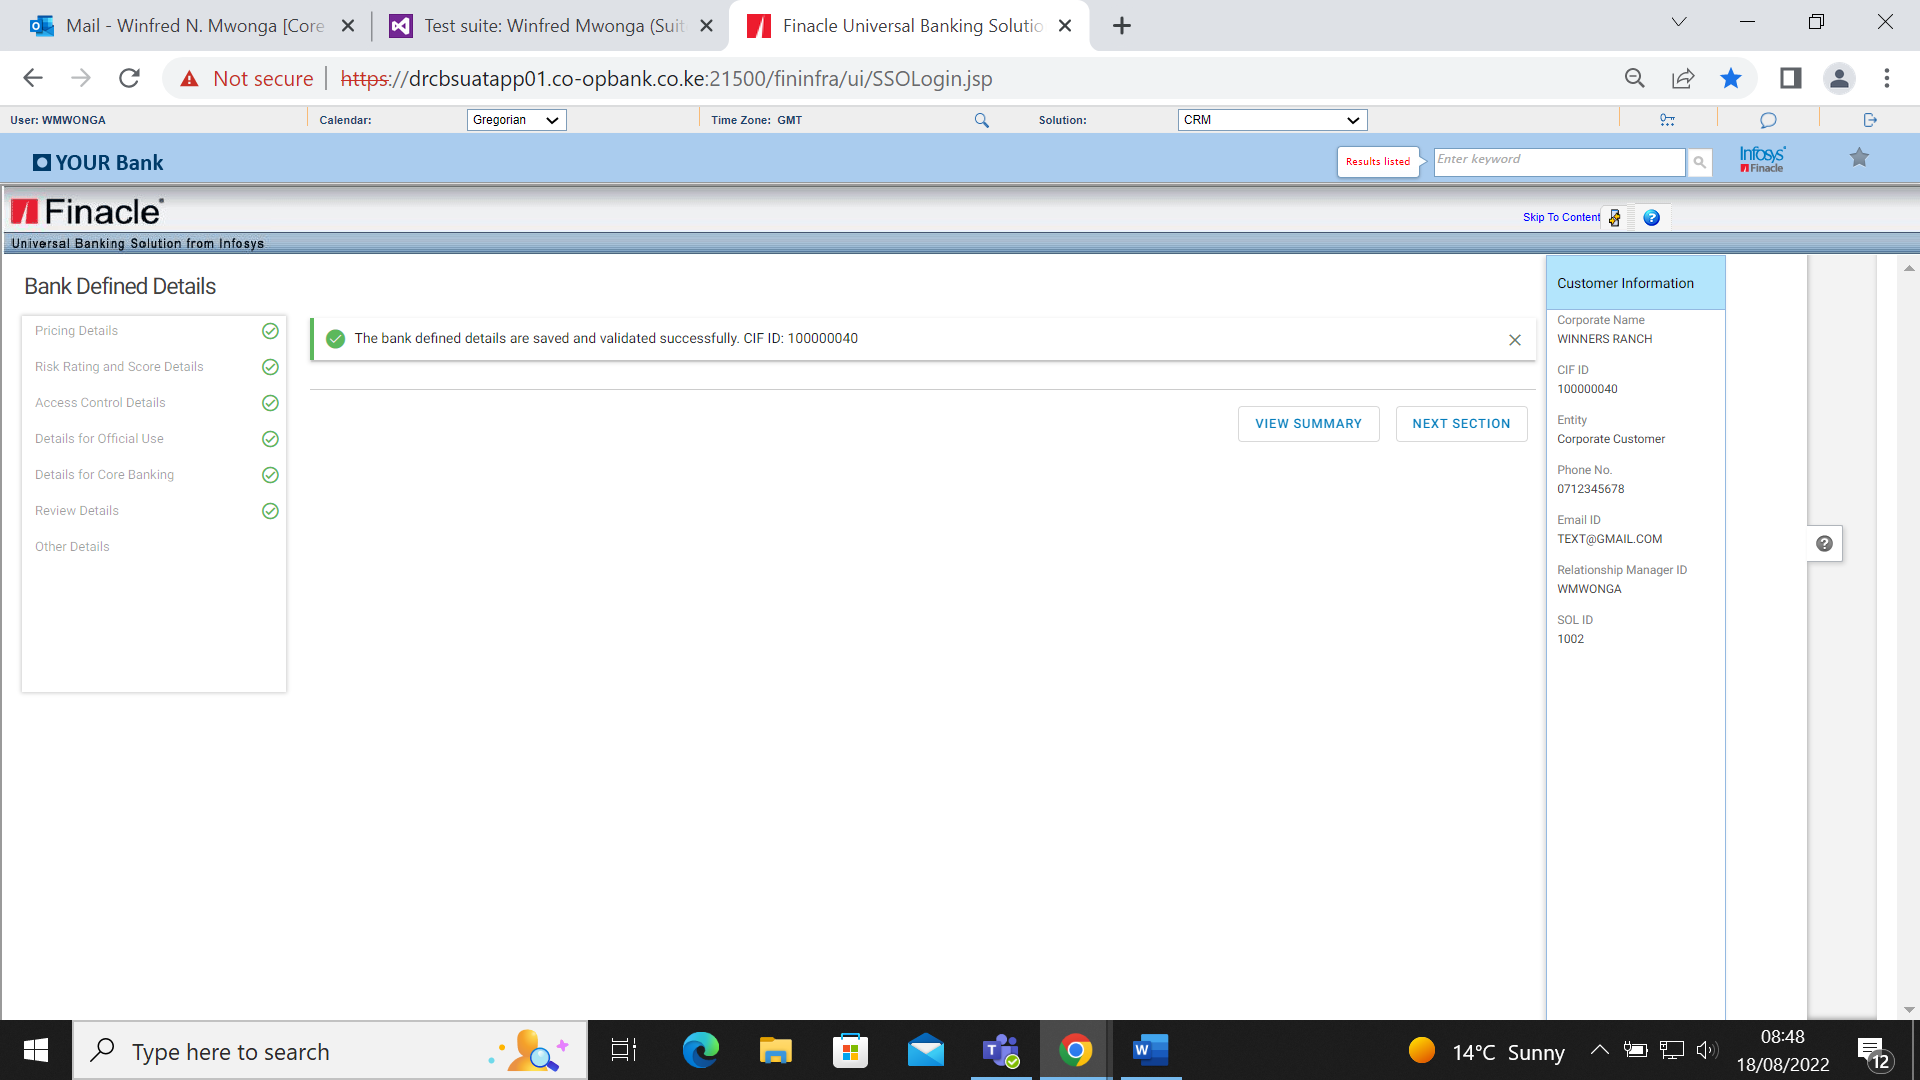 Mail - Winfred N. Mwonga [Core
Test suite: Winfred Mwonga (Suit
Finacle Universal Banking Solutio
Not secure
https://drcbsuatapp01.co-opbank.co.ke:21500/fininfra/ui/SSOLogin.jsp
User: WMWONGA
Calendar:
Gregorian
Time Zone: GMT
Solution:
CRM
YOUR Bank
Results listed
Enter keyword
Infosys
Finacle
Finacle
Skip To Content
Universal Banking Solution from Infosys
Bank Defined Details
Pricing Details
Risk Rating and Score Details
Access Control Details
Details for Official Use
Details for Core Banking
Review Details
Other Details
The bank defined details are saved and validated successfully. CIF ID: 100000040
VIEW SUMMARY
NEXT SECTION
Customer Information
Corporate Name
WINNERS RANCH
CIF ID
100000040
Entity
Corporate Customer
Phone No.
0712345678
Email ID
TEXT@GMAIL.COM
Relationship Manager ID
WMWONGA
SOL ID
1002
Type here to search
14°C Sunny
08:48
18/08/2022
12